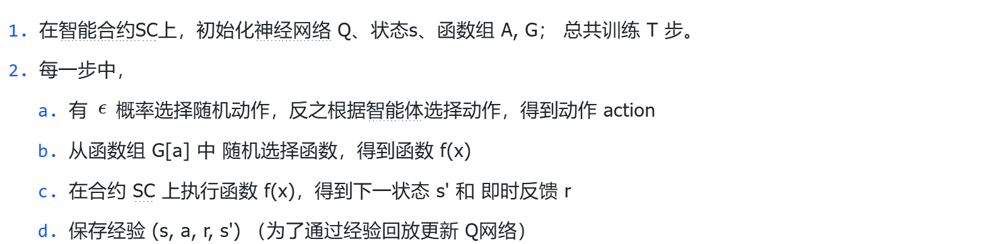 1. 在智能合约SC上，初始化神经网络 Q、状态s、函数组 A, G； 总共训练 T 步。
2. 每一步中，
a. 有 ϵ 概率选择随机动作，反之根据智能体选择动作，得到动作 action
b. 从函数组 G[a] 中 随机选择函数，得到函数 f(x)
c. 在合约 SC 上执行函数 f(x)，得到下一状态 s' 和 即时反馈 r
d. 保存经验 (s, a, r, s') （为了通过经验回放更新 Q网络）